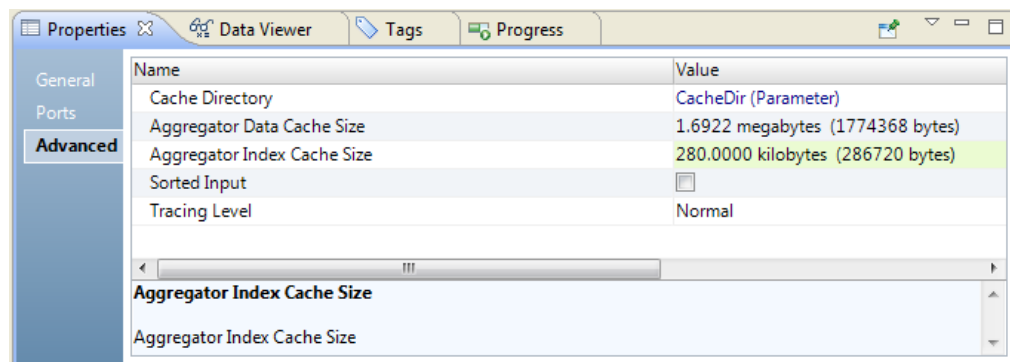 Properties Data Viewer Tags Progress
General
Ports
Advanced
Name Value
Cache Directory CacheDir (Parameter)
Aggregator Data Cache Size 1.6922 megabytes (1774368 bytes)
Aggregator Index Cache Size 280.0000 kilobytes (286720 bytes)
Sorted Input
Tracing Level Normal
Aggregator Index Cache Size
Aggregator Index Cache Size